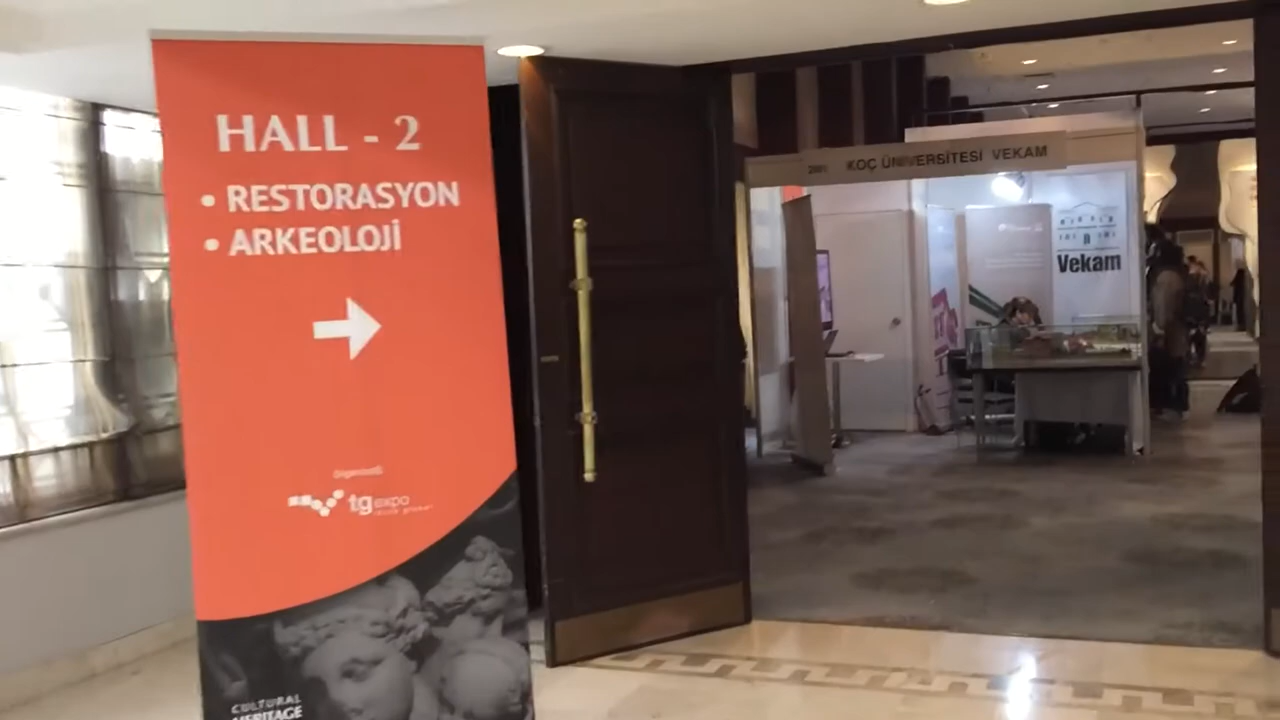 HALL - 2
• RESTORASYON
• ARKEOLOJİ
tg expo
CULTURAL
HERITAGE
KOÇ ÜNİVERSİTESİ VEKAM
Vekam